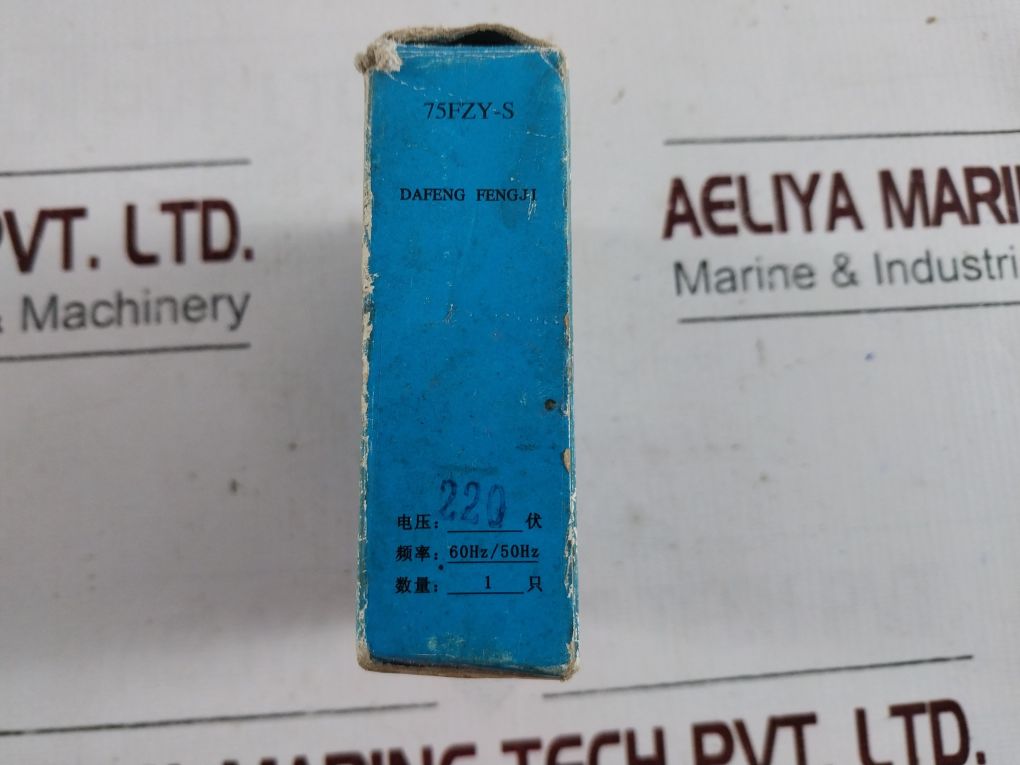 75FZY-S
DAFENG FENGJI
电压: 220 伏
频率: 60Hz/50Hz
数量: 1 只
PVT. LTD.
& Machinery
AELIYA MARI
Marine & Industri
MARINE TECH PVT. LTD.